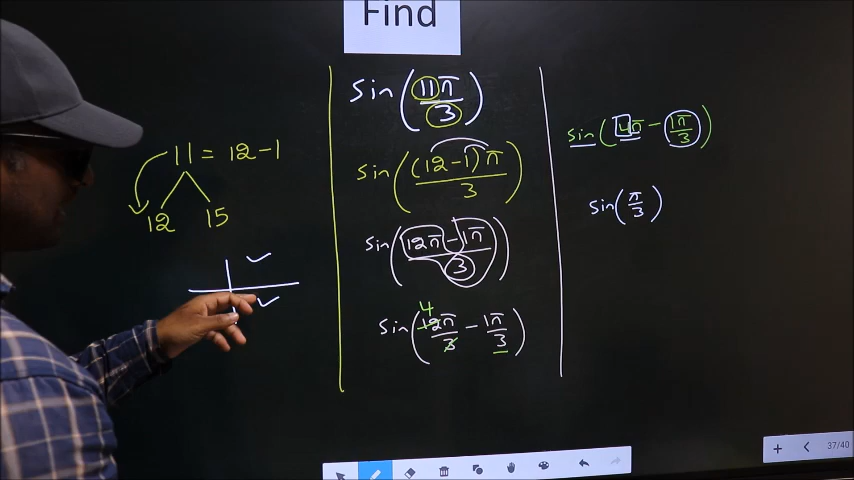 Find
11 = 12 - 1
12 15
sin(11π/3)
sin((12-1)π/3)
sin(12π-1π/3)
4
sin(12π/3 - 1π/3)
sin(4π - 1π/3)
sin(π/3)
37/40